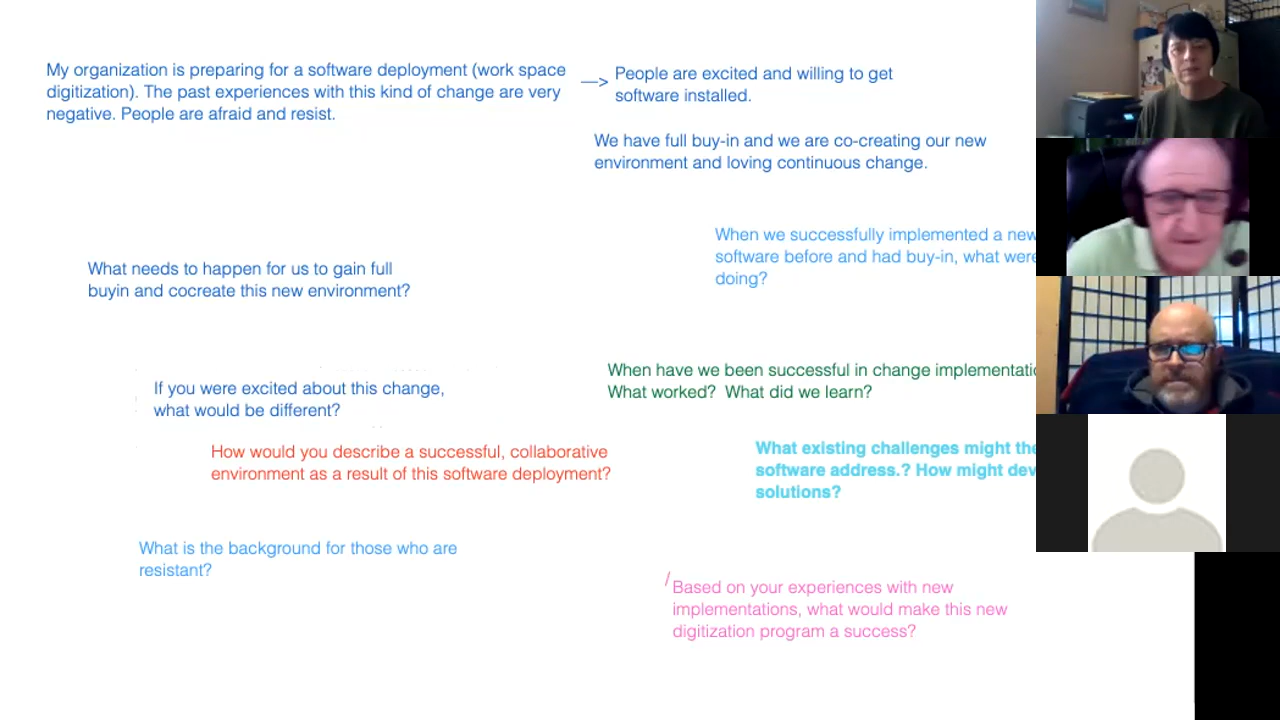 My organization is preparing for a software deployment (work space
digitization). The past experiences with this kind of change are very
negative. People are afraid and resist.
—> People are excited and willing to get
software installed.
We have full buy-in and we are co-creating our new
environment and loving continuous change.
When we successfully implemented a new
software before and had buy-in, what were
doing?
What needs to happen for us to gain full
buyin and cocreate this new environment?
When have we been successful in change implementatio
What worked? What did we learn?
If you were excited about this change,
what would be different?
How would you describe a successful, collaborative
environment as a result of this software deployment?
What existing challenges might the
software address.? How might dev
solutions?
What is the background for those who are
resistant?
/ Based on your experiences with new
implementations, what would make this new
digitization program a success?